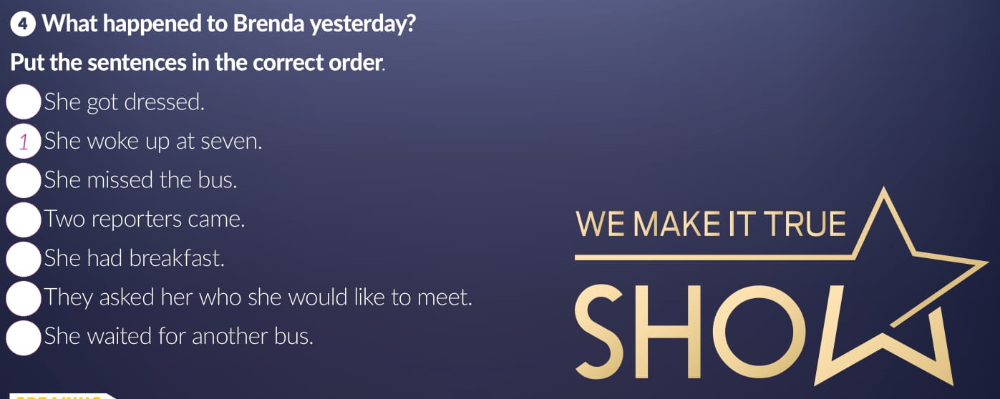 4 What happened to Brenda yesterday?
Put the sentences in the correct order.
She got dressed.
1 She woke up at seven.
She missed the bus.
Two reporters came.
She had breakfast.
They asked her who she would like to meet.
She waited for another bus.
WE MAKE IT TRUE
SHOW